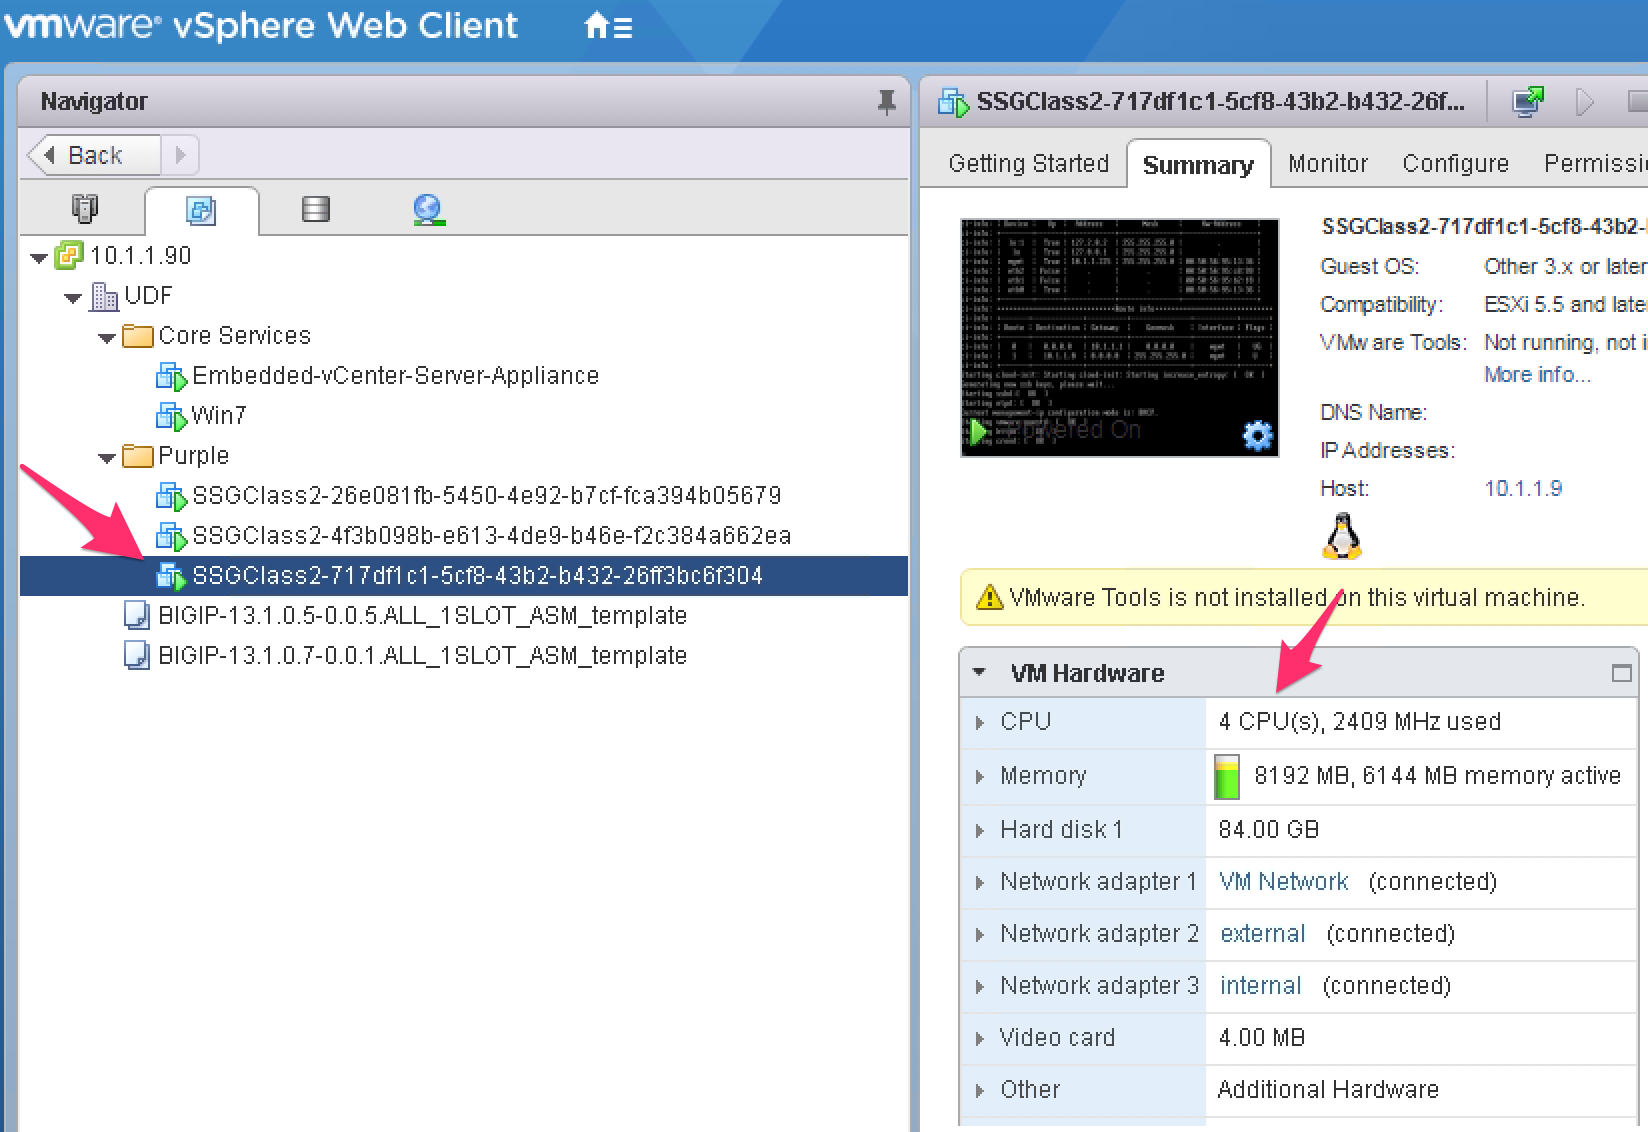 vmware® vSphere Web Client
Navigator
Back
10.1.1.90
UDF
Core Services
Embedded-vCenter-Server-Appliance
Win7
Purple
SSGClass2-26e081fb-5450-4e92-b7cf-fca394b05679
SSGClass2-4f3b098b-e613-4de9-b46e-f2c384a662ea
SSGClass2-717df1c1-5cf8-43b2-b432-26ff3bc6f304
BIGIP-13.1.0.5-0.0.5.ALL_1SLOT_ASM_template
BIGIP-13.1.0.7-0.0.1.ALL_1SLOT_ASM_template
SSGClass2-717df1c1-5cf8-43b2-b432-26f...
Getting Started Summary Monitor Configure Permissi
Powered On
SSGClass2-717df1c1-5cf8-43b2-
Guest OS: Other 3.x or later
Compatibility: ESXi 5.5 and late
VMware Tools: Not running, not i
More info...
DNS Name:
IP Addresses:
Host: 10.1.1.9
VMware Tools is not installed on this virtual machine.
VM Hardware
CPU 4 CPU(s), 2409 MHz used
Memory 8192 MB, 6144 MB memory active
Hard disk 1 84.00 GB
Network adapter 1 VM Network (connected)
Network adapter 2 external (connected)
Network adapter 3 internal (connected)
Video card 4.00 MB
Other Additional Hardware